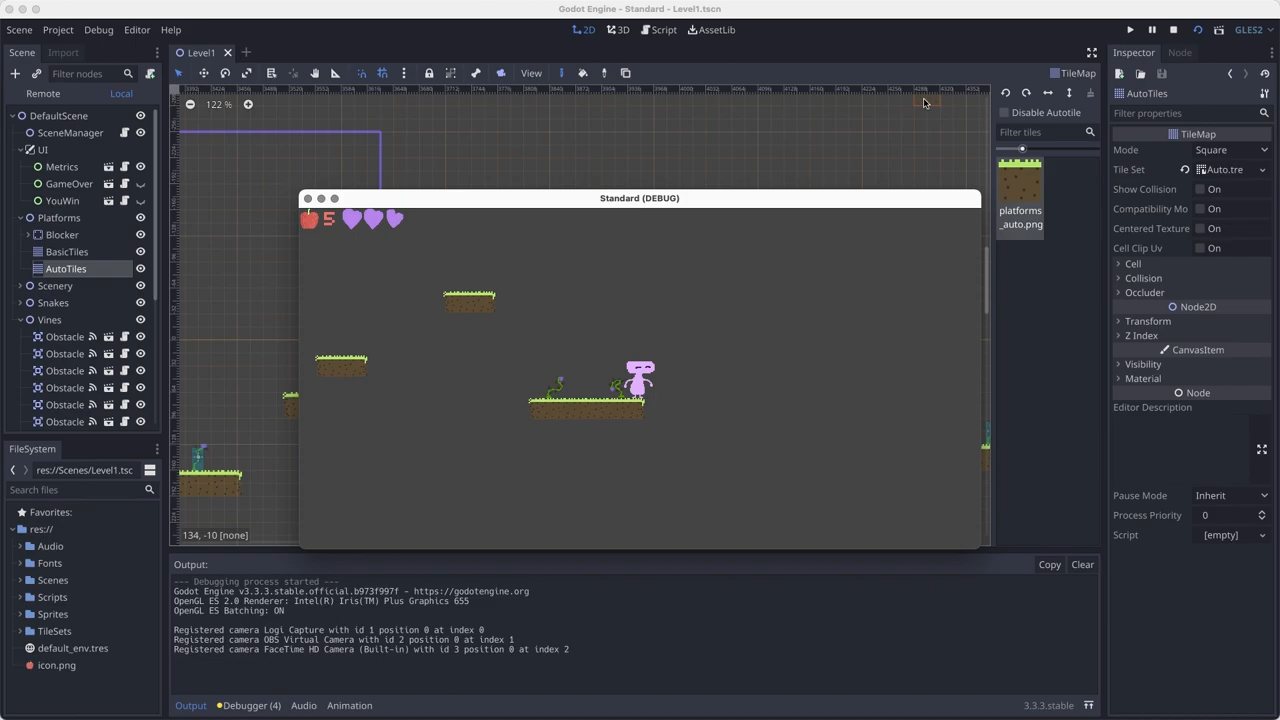 Godot Engine - Standard - Level1.tscn
Scene Project Debug Editor Help
2D 3D Script AssetLib
GLES2
Scene Import
Filter nodes
Remote Local
DefaultScene
SceneManager
UI
Metrics
GameOver
YouWin
Platforms
Blocker
BasicTiles
AutoTiles
Scenery
Snakes
Vines
Obstacle
Obstacle
Obstacle
Obstacle
Obstacle
Obstacle
FileSystem
res://Scenes/Level1.tsc
Search files
Favorites:
res://
Audio
Fonts
Scenes
Scripts
Sprites
TileSets
default_env.tres
icon.png
Level1
View
TileMap
122 %
Standard (DEBUG)
5
134, -10 [none]
Disable Autotile
Filter tiles
platforms
_auto.png
Output:
Copy Clear
--- Debugging process started ---
Godot Engine v3.3.3.stable.official.b973f997f - https://godotengine.org
OpenGL ES 2.0 Renderer: Intel(R) Iris(TM) Plus Graphics 655
OpenGL ES Batching: ON
Registered camera Logi Capture with id 1 position 0 at index 0
Registered camera OBS Virtual Camera with id 2 position 0 at index 1
Registered camera FaceTime HD Camera (Built-in) with id 3 position 0 at index 2
Output Debugger (4) Audio Animation
3.3.3.stable
Inspector Node
AutoTiles
Filter properties
TileMap
Mode Square
Tile Set Auto.tre
Show Collision On
Compatibility Mo On
Centered Texture On
Cell Clip Uv On
Cell
Collision
Occluder
Node2D
Transform
Z Index
CanvasItem
Visibility
Material
Node
Editor Description
Pause Mode Inherit
Process Priority 0
Script [empty]